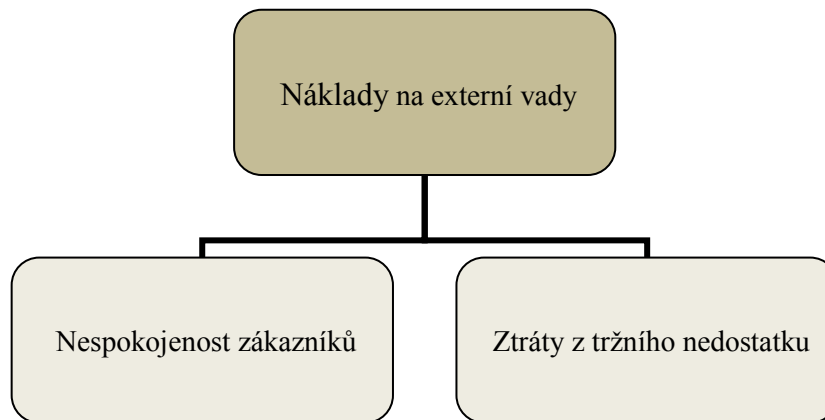 Náklady na externí vady
Nespokojenost zákazníků
Ztráty z tržního nedostatku